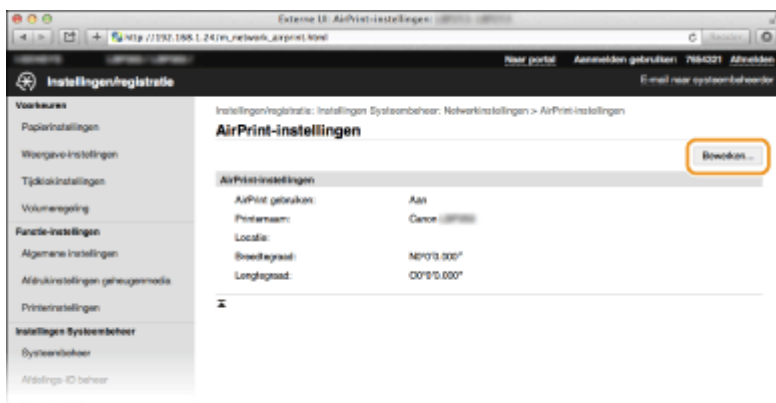 Externe UI: AirPrint-instellingen:
http://192.168.1.24/m_network_airprint.html
Reader
Naar portal Aanmelden gebruiker: 7654321 Afmelden
Instellingen/registratie
E-mail naar systeembeheerder
Voorkeuren
Papierinstellingen
Weergave-instellingen
Tijdklokinstellingen
Volumeregeling
Functie-instellingen
Algemene instellingen
Afdrukinstellingen geheugenmedia
Printerinstellingen
Instellingen Systeembeheer
Systeembeheer
Afdelings-ID beheer
Instellingen/registratie: Instellingen Systeembeheer: Netwerkinstellingen > AirPrint-instellingen
AirPrint-instellingen
Bewerken...
AirPrint-instellingen
AirPrint gebruiken: Aan
Printernaam: Canon
Locatie:
Breedtegraad: N0°0'0.000"
Lengtegraad: O0°0'0.000"